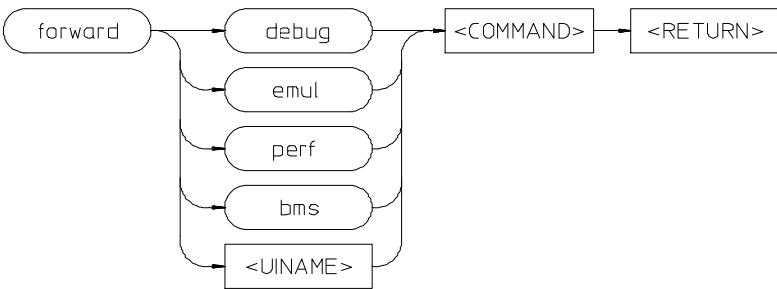 forward debug <COMMAND> <RETURN>
emul
perf
bms
<UINAME>